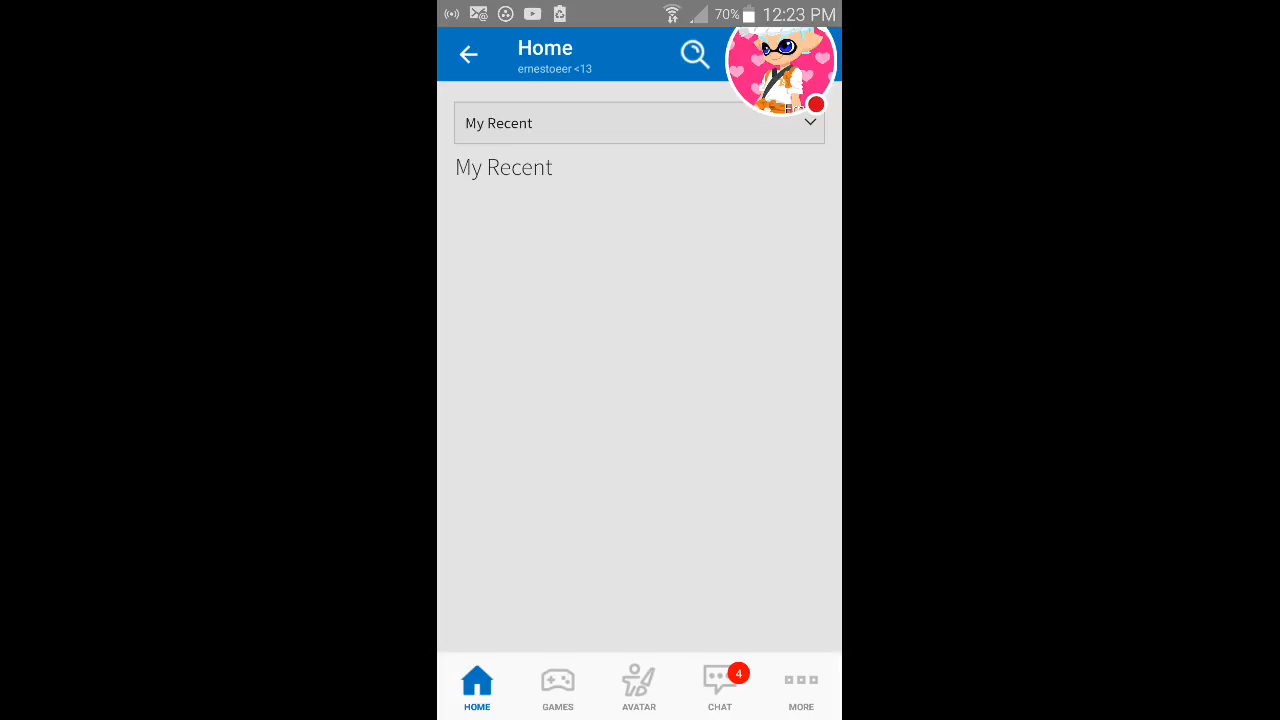 70% 12:23 PM
Home
ernestoeer <13
My Recent
My Recent
4
HOME GAMES AVATAR CHAT MORE